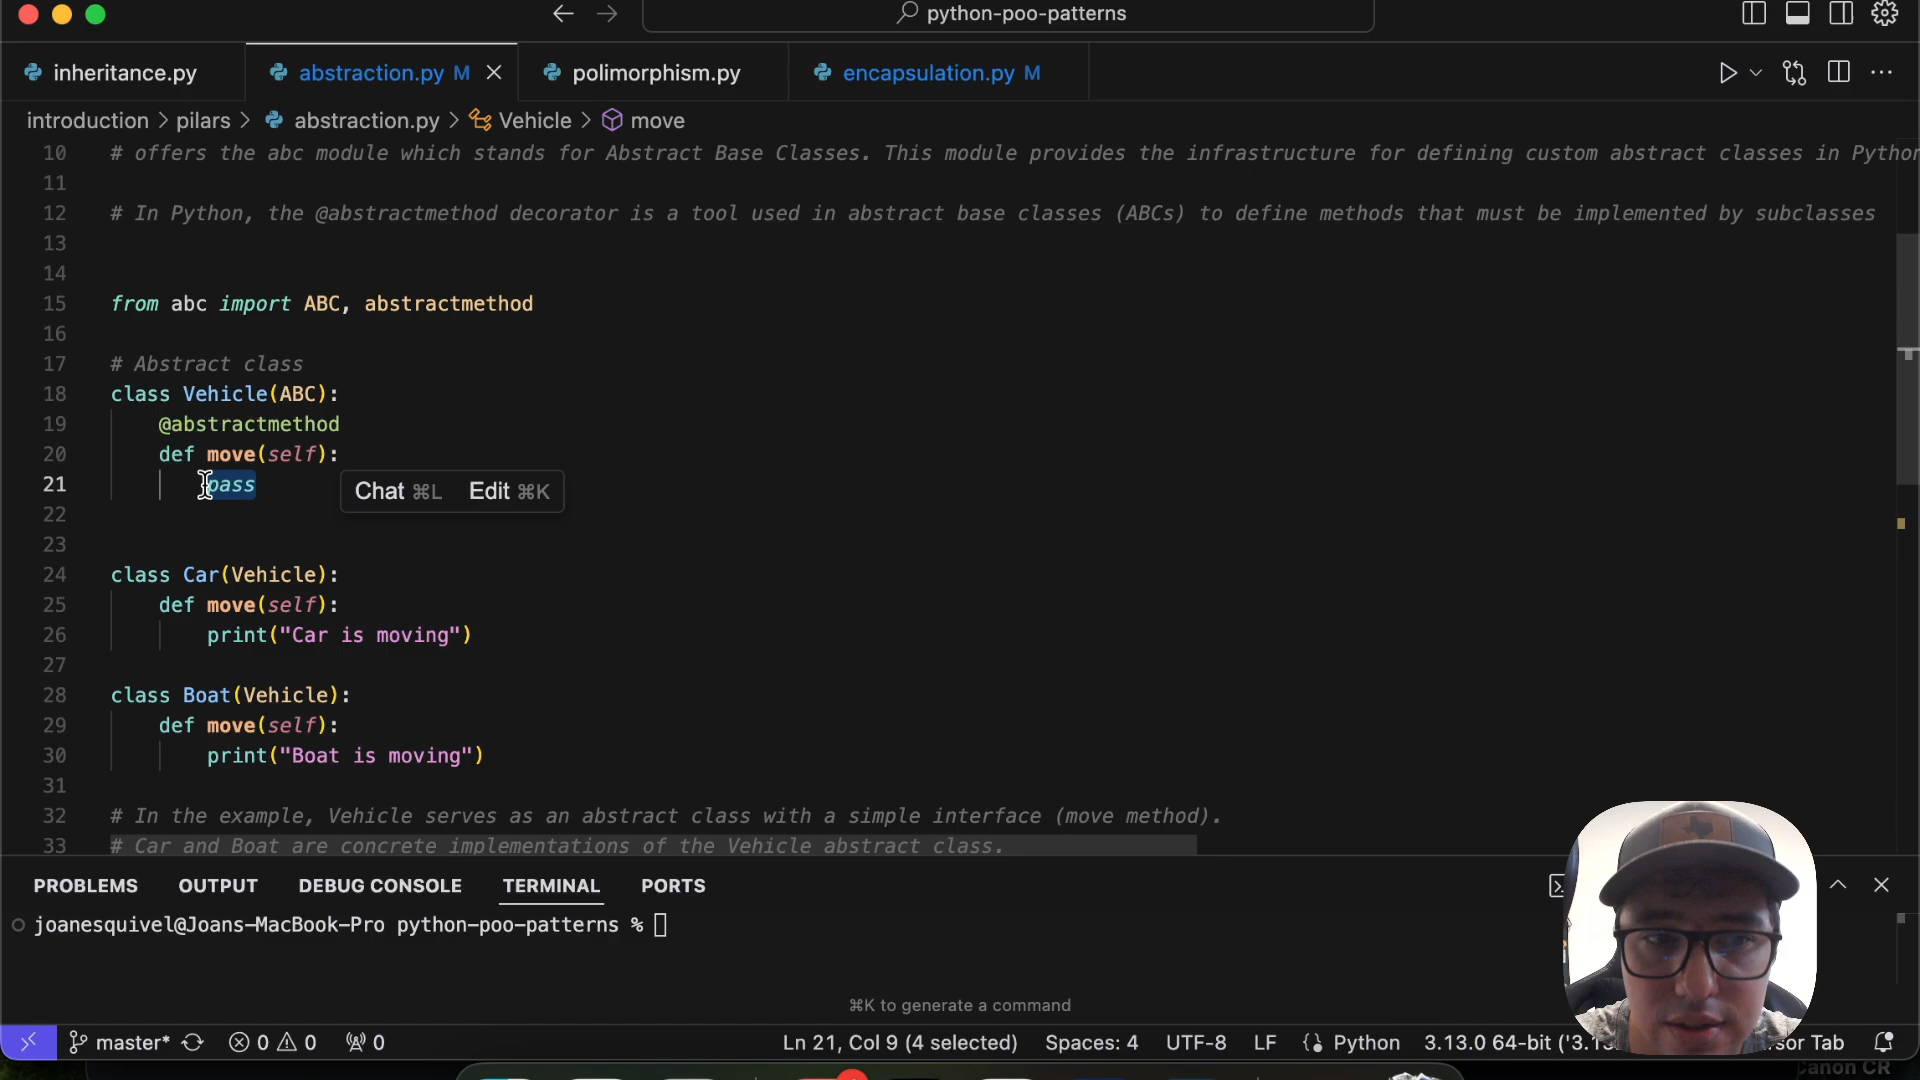 python-poo-patterns
inheritance.py
abstraction.py M
polimorphism.py
encapsulation.py M
introduction > pilars > abstraction.py > Vehicle > move
10 # offers the abc module which stands for Abstract Base Classes. This module provides the infrastructure for defining custom abstract classes in Python
11
12 # In Python, the @abstractmethod decorator is a tool used in abstract base classes (ABCs) to define methods that must be implemented by subclasses
13
14
15 from abc import ABC, abstractmethod
16
17 # Abstract class
18 class Vehicle(ABC):
19 @abstractmethod
20 def move(self):
21 pass
Chat ⌘L Edit ⌘K
22
23
24 class Car(Vehicle):
25 def move(self):
26 print("Car is moving")
27
28 class Boat(Vehicle):
29 def move(self):
30 print("Boat is moving")
31
32 # In the example, Vehicle serves as an abstract class with a simple interface (move method).
33 # Car and Boat are concrete implementations of the Vehicle abstract class.
PROBLEMS OUTPUT DEBUG CONSOLE TERMINAL PORTS
joanesquivel@Joans-MacBook-Pro python-poo-patterns %
⌘K to generate a command
master* 0 0 0 Ln 21, Col 9 (4 selected) Spaces: 4 UTF-8 LF Python 3.13.0 64-bit ('3.1 Tab
Canon CR